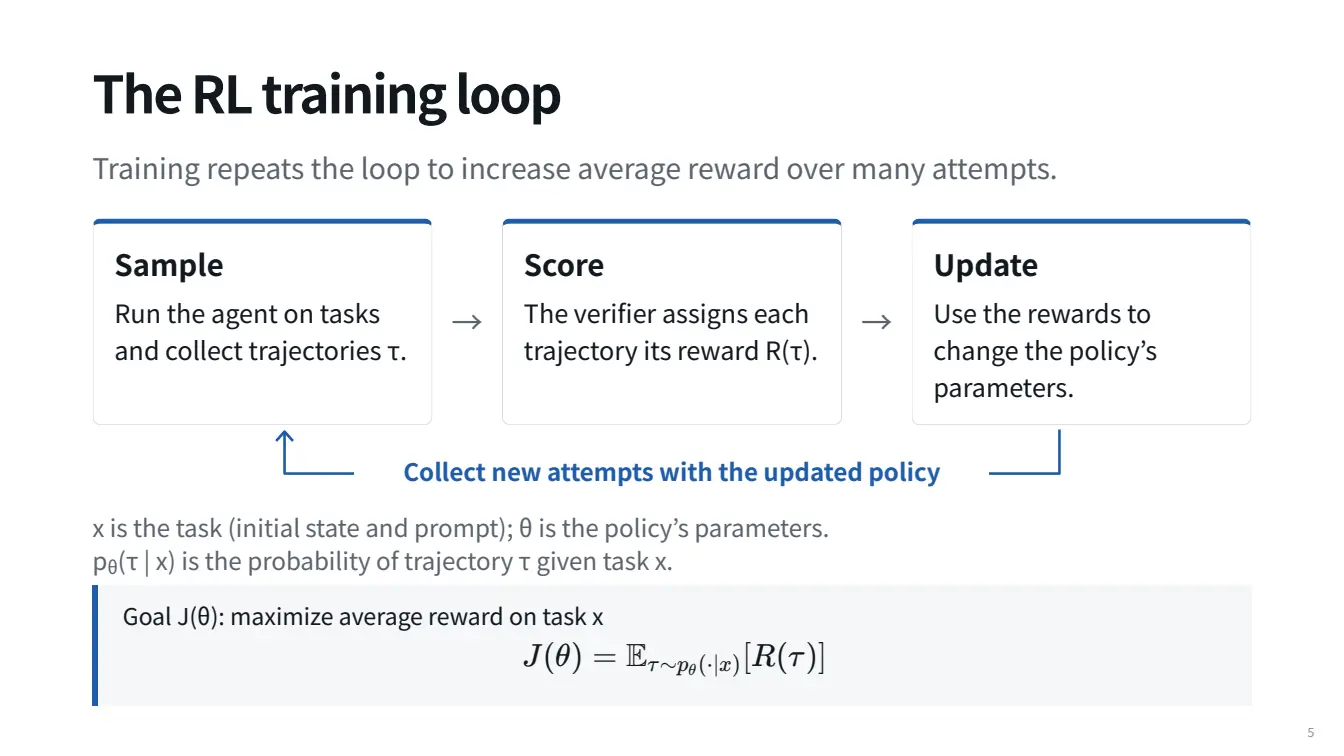 The RL training loop
Training repeats the loop to increase average reward over many attempts.
Sample
Run the agent on tasks
and collect trajectories τ.
→
Score
The verifier assigns each
trajectory its reward R(τ).
→
Update
Use the rewards to
change the policy’s
parameters.
Collect new attempts with the updated policy
x is the task (initial state and prompt); θ is the policy’s parameters.
pθ(τ | x) is the probability of trajectory τ given task x.
Goal J(θ): maximize average reward on task x
J(θ) = 𝔼τ∼pθ(·|x)[R(τ)]
5